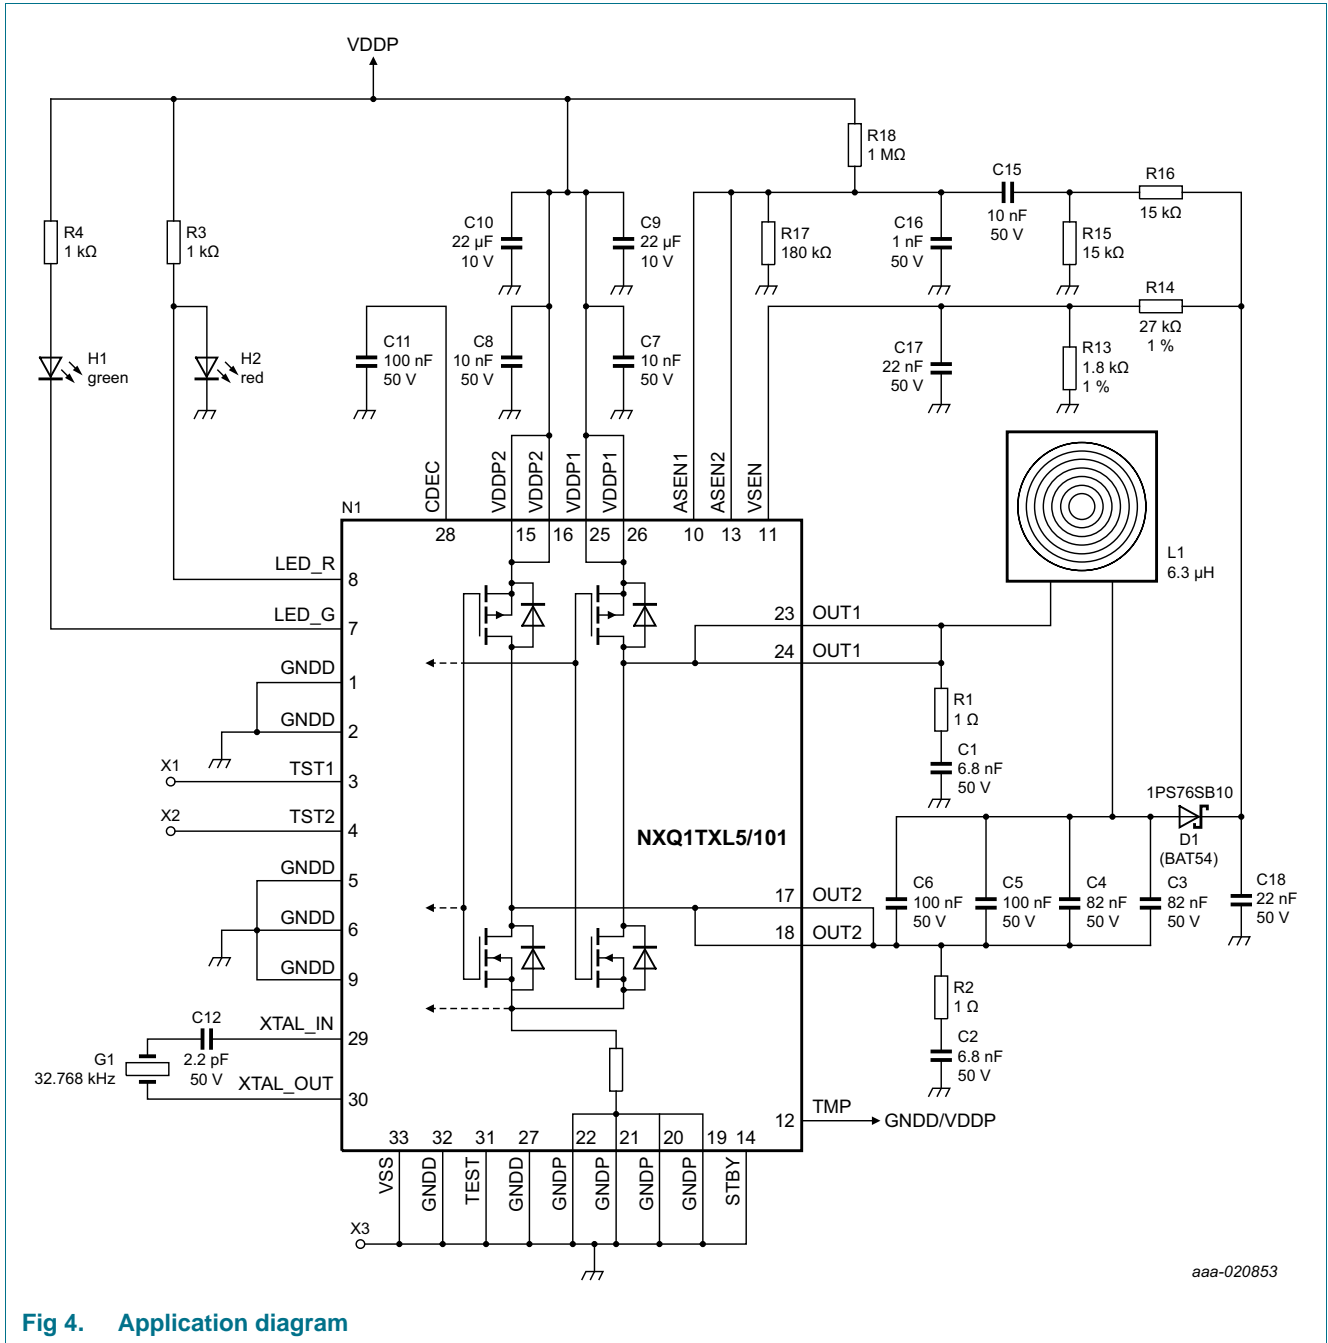 VDDP
R18
1 MΩ
C15
10 nF
50 V
R16
15 kΩ
R4
1 kΩ
R3
1 kΩ
C10
22 µF
10 V
C9
22 µF
10 V
R17
180 kΩ
C16
1 nF
50 V
R15
15 kΩ
R14
27 kΩ
1 %
H1
green
H2
red
C11
100 nF
50 V
C8
10 nF
50 V
C7
10 nF
50 V
C17
22 nF
50 V
R13
1.8 kΩ
1 %
CDEC
VDDP2
VDDP2
VDDP1
VDDP1
ASEN1
ASEN2
VSEN
N1
28
15
16
25
26
10
13
11
L1
6.3 µH
LED_R
8
LED_G
7
GNDD
1
GNDD
2
X1
TST1
3
X2
TST2
4
GNDD
5
GNDD
6
GNDD
9
C12
2.2 pF
50 V
XTAL_IN
29
G1
32.768 kHz
XTAL_OUT
30
23
OUT1
24
OUT1
R1
1 Ω
C1
6.8 nF
50 V
NXQ1TXL5/101
1PS76SB10
D1
(BAT54)
17
OUT2
18
OUT2
C6
100 nF
50 V
C5
100 nF
50 V
C4
82 nF
50 V
C3
82 nF
50 V
C18
22 nF
50 V
R2
1 Ω
C2
6.8 nF
50 V
12
TMP
GNDD/VDDP
33
32
31
27
22
21
20
19
14
VSS
GNDD
TEST
GNDD
GNDP
GNDP
GNDP
GNDP
STBY
X3
aaa-020853
Fig 4. Application diagram